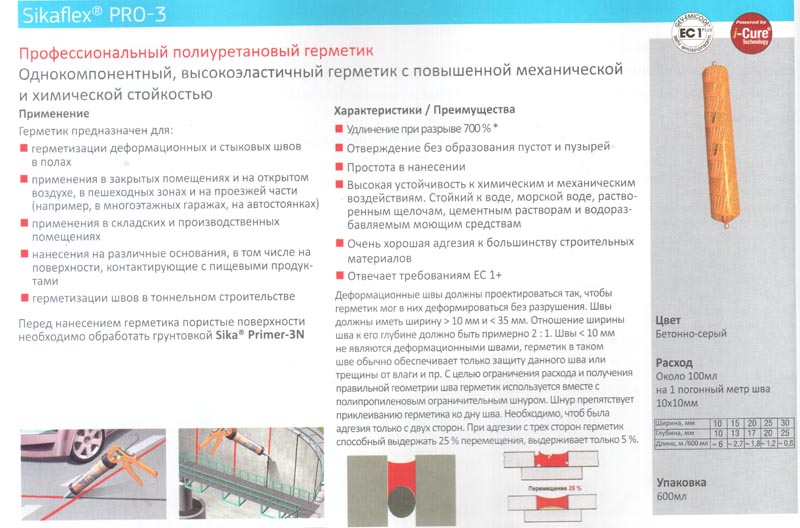 Sikaflex® PRO-3
Профессиональный полиуретановый герметик
Однокомпонентный, высокоэластичный герметик с повышенной механической
и химической стойкостью
Применение
Герметик предназначен для:
герметизации деформационных и стыковых швов
в полах
применения в закрытых помещениях и на открытом
воздухе, в пешеходных зонах и на проезжей части
(например, в многоэтажных гаражах, на автостоянках)
применения в складских и производственных
помещениях
нанесения на различные основания, в том числе на
поверхности, контактирующие с пищевыми продук-
тами
герметизации швов в тоннельном строительстве
Перед нанесением герметика пористые поверхности
необходимо обработать грунтовкой Sika® Primer-3N
Характеристики / Преимущества
Удлинение при разрыве 700 % *
Отверждение без образования пустот и пузырей
Простота в нанесении
Высокая устойчивость к химическим и механическим
воздействиям. Стойкий к воде, морской воде, раство-
ренным щелочам, цементным растворам и водораз-
бавляемым моющим средствам
Очень хорошая адгезия к большинству строительных
материалов
Отвечает требованиям EC 1+
Деформационные швы должны проектироваться так, чтобы
герметик мог в них деформироваться без разрушения. Швы
должны иметь ширину > 10 мм и < 35 мм. Отношение ширины
шва к его глубине должно быть примерно 2 : 1. Швы < 10 мм
не являются деформационными швами, герметик в таком
шве обычно обеспечивает только защиту данного шва или
трещины от влаги и пр. С целью ограничения расхода и получения
правильной геометрии шва герметик используется вместе с
полипропиленовым ограничительным шнуром. Шнур препятствует
приклеиванию герметика ко дну шва. Необходимо, чтоб была
адгезия только с двух сторон. При адгезии с трех сторон герметик
способный выдержать 25 % перемещения, выдерживает только 5 %.
Перемещение 25 %
GEV-EMICODE®
EC 1 PLUS
Powered by
i-Cure®
Technology
Цвет
Бетонно-серый
Расход
Около 100мл
на 1 погонный метр шва
10х10мм
Ширина, мм 10 15 20 25 30
Глубина, мм 10 13 17 20 25
Длина, м /600 мл ~ 6 ~ 2.7 ~ 1,8 ~ 1,2 ~ 0,8
Упаковка
600мл